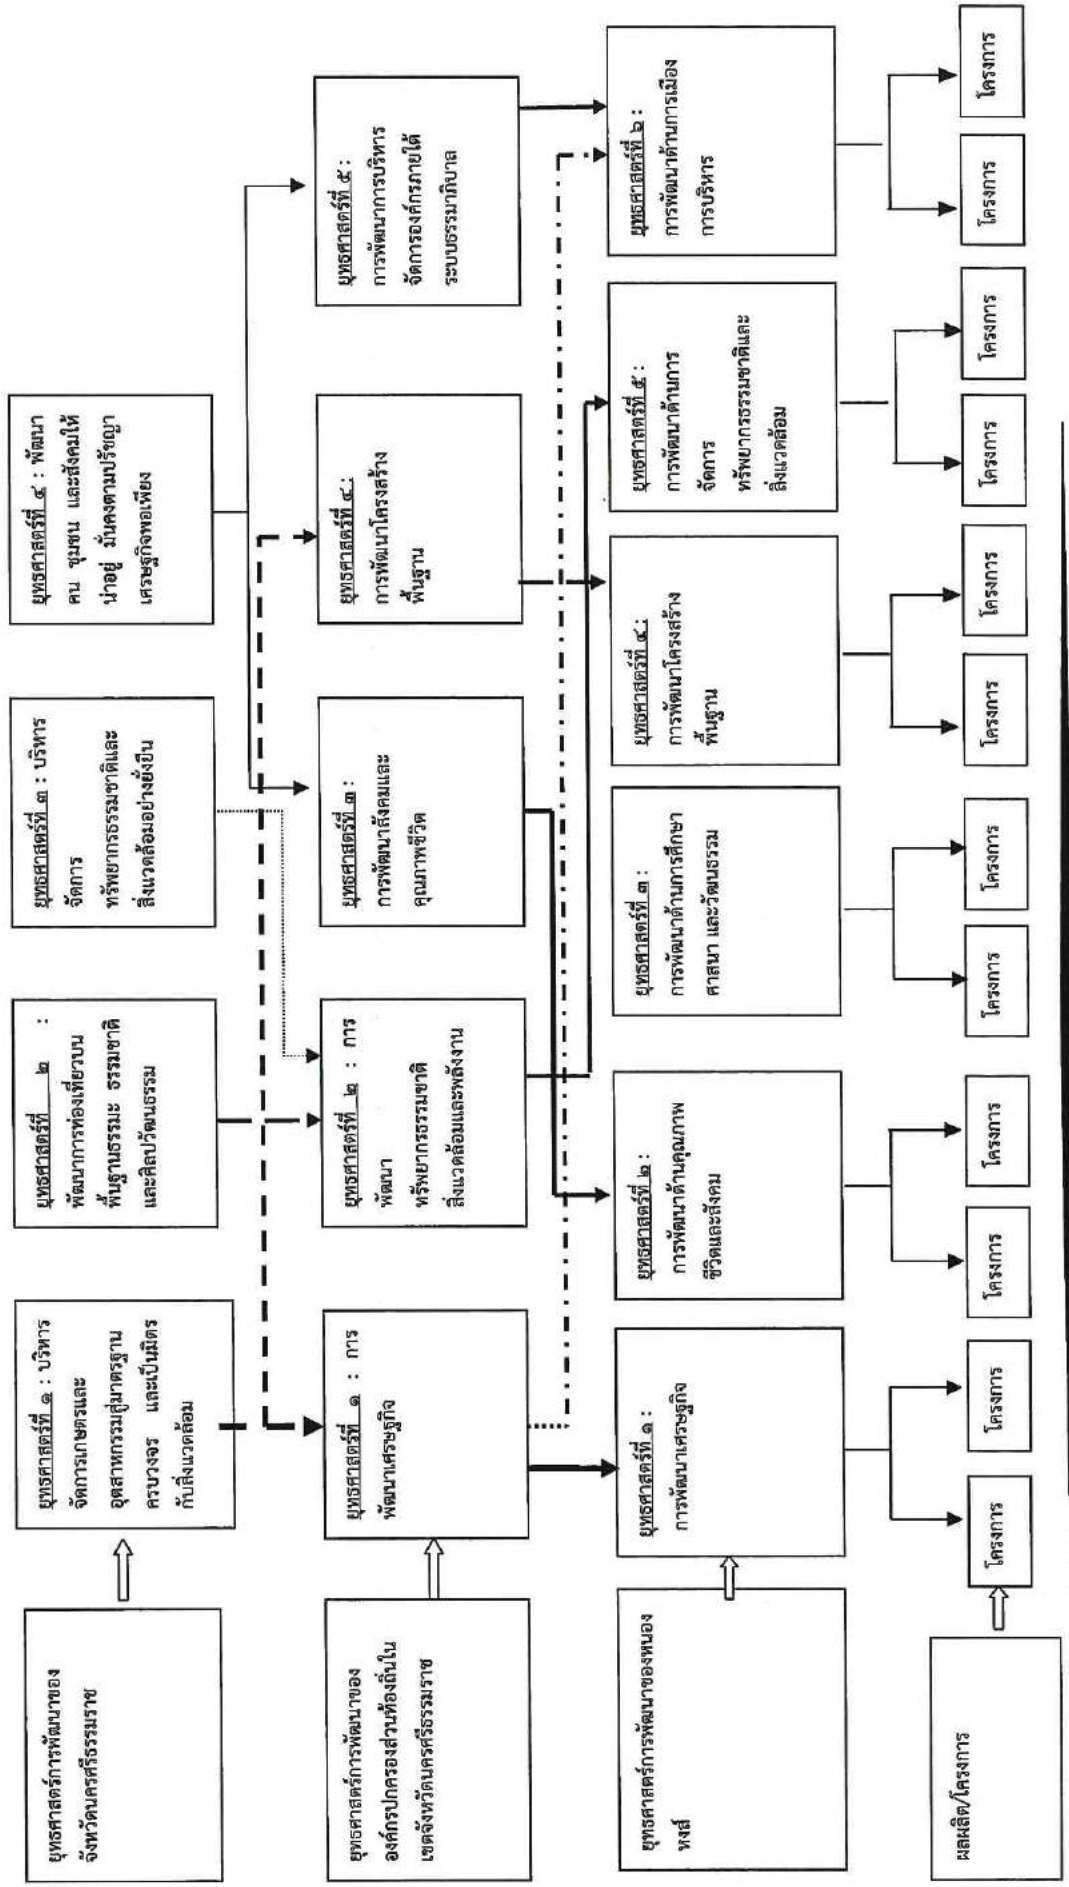 ยุทธศาสตร์การพัฒนาของ
จังหวัดนครศรีธรรมราช
ยุทธศาสตร์ที่ ๑ : บริหาร
จัดการเกษตรและ
อุตสาหกรรมสู่มาตรฐาน
ครบวงจร และเป็นมิตร
กับสิ่งแวดล้อม
ยุทธศาสตร์ที่ ๒ :
พัฒนาการท่องเที่ยวบน
พื้นฐานธรรมะ ธรรมชาติ
และศิลปวัฒนธรรม
ยุทธศาสตร์ที่ ๓ : บริหาร
จัดการ
ทรัพยากรธรรมชาติและ
สิ่งแวดล้อมอย่างยั่งยืน
ยุทธศาสตร์ที่ ๔ : พัฒนา
คน ชุมชน และสังคมให้
น่าอยู่ มั่นคงตามปรัชญา
เศรษฐกิจพอเพียง
ยุทธศาสตร์การพัฒนาของ
องค์กรปกครองส่วนท้องถิ่นใน
เขตจังหวัดนครศรีธรรมราช
ยุทธศาสตร์ที่ ๑ : การ
พัฒนาเศรษฐกิจ
ยุทธศาสตร์ที่ ๒ : การ
พัฒนา
ทรัพยากรธรรมชาติ
สิ่งแวดล้อมและพลังงาน
ยุทธศาสตร์ที่ ๓ :
การพัฒนาสังคมและ
คุณภาพชีวิต
ยุทธศาสตร์ที่ ๔:
การพัฒนาโครงสร้าง
พื้นฐาน
ยุทธศาสตร์ที่ ๕ :
การพัฒนาการบริหาร
จัดการองค์กรภายใต้
ระบบธรรมาภิบาล
ยุทธศาสตร์การพัฒนาของหนอง
หงส์
ยุทธศาสตร์ที่ ๑ :
การพัฒนาเศรษฐกิจ
ยุทธศาสตร์ที่ ๒ :
การพัฒนาด้านคุณภาพ
ชีวิตและสังคม
ยุทธศาสตร์ที่ ๓ :
การพัฒนาด้านการศึกษา
ศาสนา และวัฒนธรรม
ยุทธศาสตร์ที่ ๔:
การพัฒนาโครงสร้าง
พื้นฐาน
ยุทธศาสตร์ที่ ๕ :
การพัฒนาด้านการ
จัดการ
ทรัพยากรธรรมชาติและ
สิ่งแวดล้อม
ยุทธศาสตร์ที่ ๖ :
การพัฒนาด้านการเมือง
การบริหาร
ผลผลิต/โครงการ
โครงการ
โครงการ
โครงการ
โครงการ
โครงการ
โครงการ
โครงการ
โครงการ
โครงการ
โครงการ
โครงการ
โครงการ